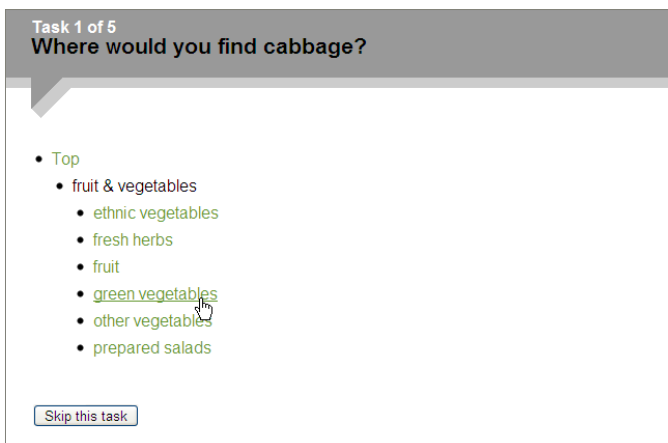 Task 1 of 5
Where would you find cabbage?
Top
fruit & vegetables
ethnic vegetables
fresh herbs
fruit
green vegetables
other vegetables
prepared salads
Skip this task